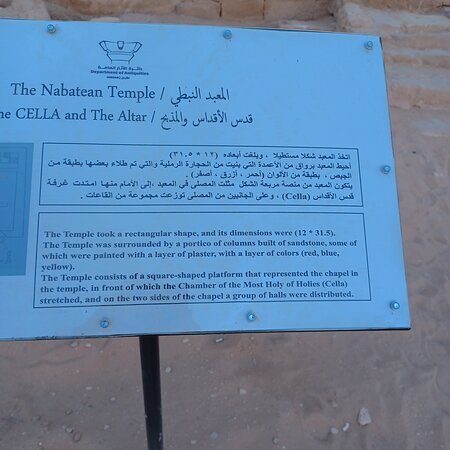 دائرة الآثار العامة
Department of Antiquities
The Nabatean Temple / المعبد النبطي
he CELLA and The Altar / قدس الأقداس والمذبح
اتخذ المعبد شكلا مستطيلا ، وبلغت أبعاده (١٢ * ٣١.٥)
أحيط المعبد برواق من الأعمدة التي بنيت من الحجارة الرملية والتي تم طلاء بعضها بطبقة من
الجبص ، بطبقة من الألوان (أحمر ، أزرق ، أصفر) .
يتكون المعبد من منصة مربعة الشكل مثلت المصلى في المعبد ،إلى الأمام منها امتدت غرفة
قدس الأقداس (Cella) ، وعلى الجانبين من المصلى توزعت مجموعة من القاعات .
The Temple took a rectangular shape, and its dimensions were (12 * 31.5).
The Temple was surrounded by a portico of columns built of sandstone, some of
which were painted with a layer of plaster, with a layer of colors (red, blue,
yellow).
The Temple consists of a square-shaped platform that represented the chapel in
the temple, in front of which the Chamber of the Most Holy of Holies (Cella)
stretched, and on the two sides of the chapel a group of halls were distributed.